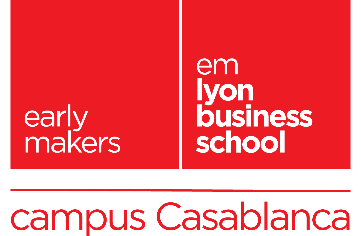 early
makers
em
lyon
business
school
campus Casablanca